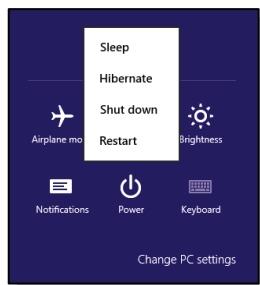 Sleep
Hibernate
Shut down
Restart
Airplane mo
Brightness
Notifications
Power
Keyboard
Change PC settings